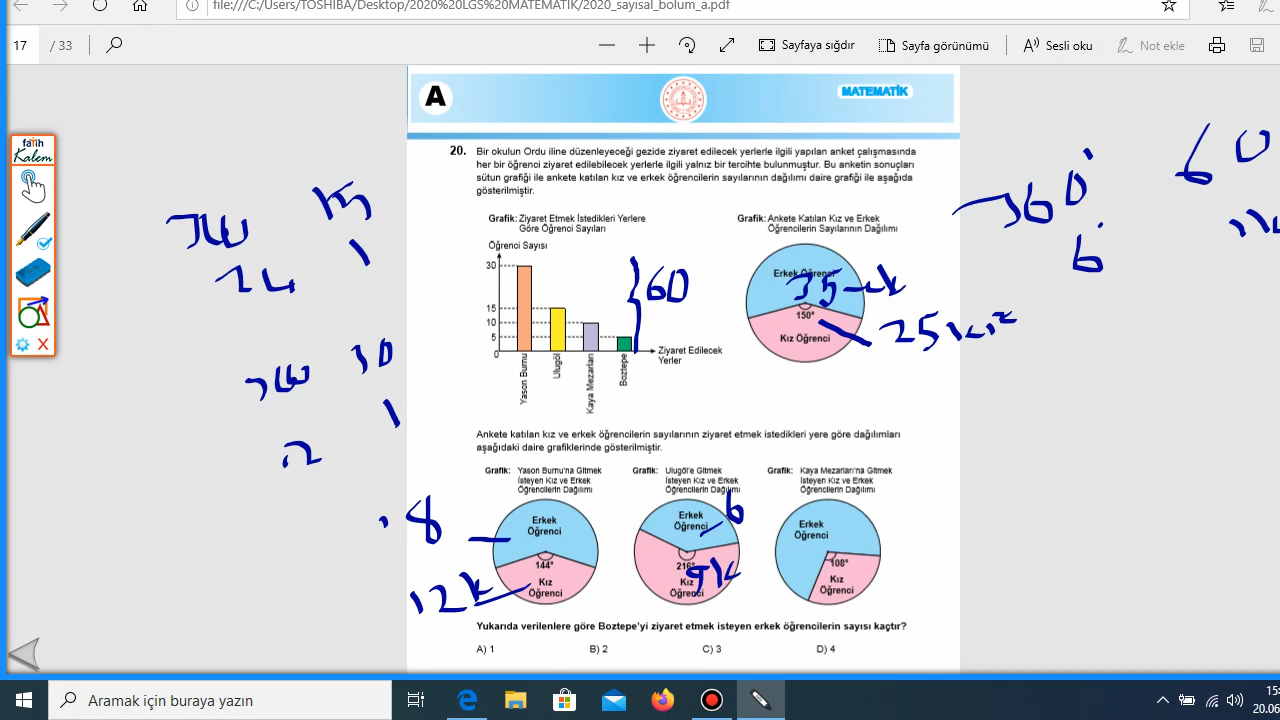 file:///C:/Users/TOSHIBA/Desktop/2020%20LGS%20MATEMATIK/2020_sayisal_bolum_a.pdf
17 / 33
Sayfaya sığdır
Sayfa görünümü
Sesli oku
Not ekle
fatih
Kalem
A
MATEMATİK
20. Bir okulun Ordu iline düzenleyeceği gezide ziyaret edilecek yerlerle ilgili yapılan anket çalışmasında
her bir öğrenci ziyaret edilebilecek yerlerle ilgili yalnız bir tercihte bulunmuştur. Bu anketin sonuçları
sütun grafiği ile ankete katılan kız ve erkek öğrencilerin sayılarının dağılımı daire grafiği ile aşağıda
gösterilmiştir.
Grafik: Ziyaret Etmek İstedikleri Yerlere
Göre Öğrenci Sayıları
Öğrenci Sayısı
30
15
10
5
0
Yason Burnu
Ulugöl
Kaya Mezarları
Boztepe
Ziyaret Edilecek
Yerler
60
Grafik: Ankete Katılan Kız ve Erkek
Öğrencilerin Sayılarının Dağılımı
Erkek Öğrenci
35
150°
Kız Öğrenci
25 kız
360
6
60
24
15
1
30
1
2
Ankete katılan kız ve erkek öğrencilerin sayılarının ziyaret etmek istedikleri yere göre dağılımları
aşağıdaki daire grafiklerinde gösterilmiştir.
Grafik: Yason Burnu'na Gitmek
İsteyen Kız ve Erkek
Öğrencilerin Dağılımı
Erkek
Öğrenci
144°
Kız
Öğrenci
18
12k
Grafik: Ulugöl'e Gitmek
İsteyen Kız ve Erkek
Öğrencilerin Dağılımı
Erkek
Öğrenci
6
216°
9k
Kız
Öğrenci
Grafik: Kaya Mezarları'na Gitmek
İsteyen Kız ve Erkek
Öğrencilerin Dağılımı
Erkek
Öğrenci
108°
Kız
Öğrenci
Yukarıda verilenlere göre Boztepe'yi ziyaret etmek isteyen erkek öğrencilerin sayısı kaçtır?
A) 1 B) 2 C) 3 D) 4
Aramak için buraya yazın